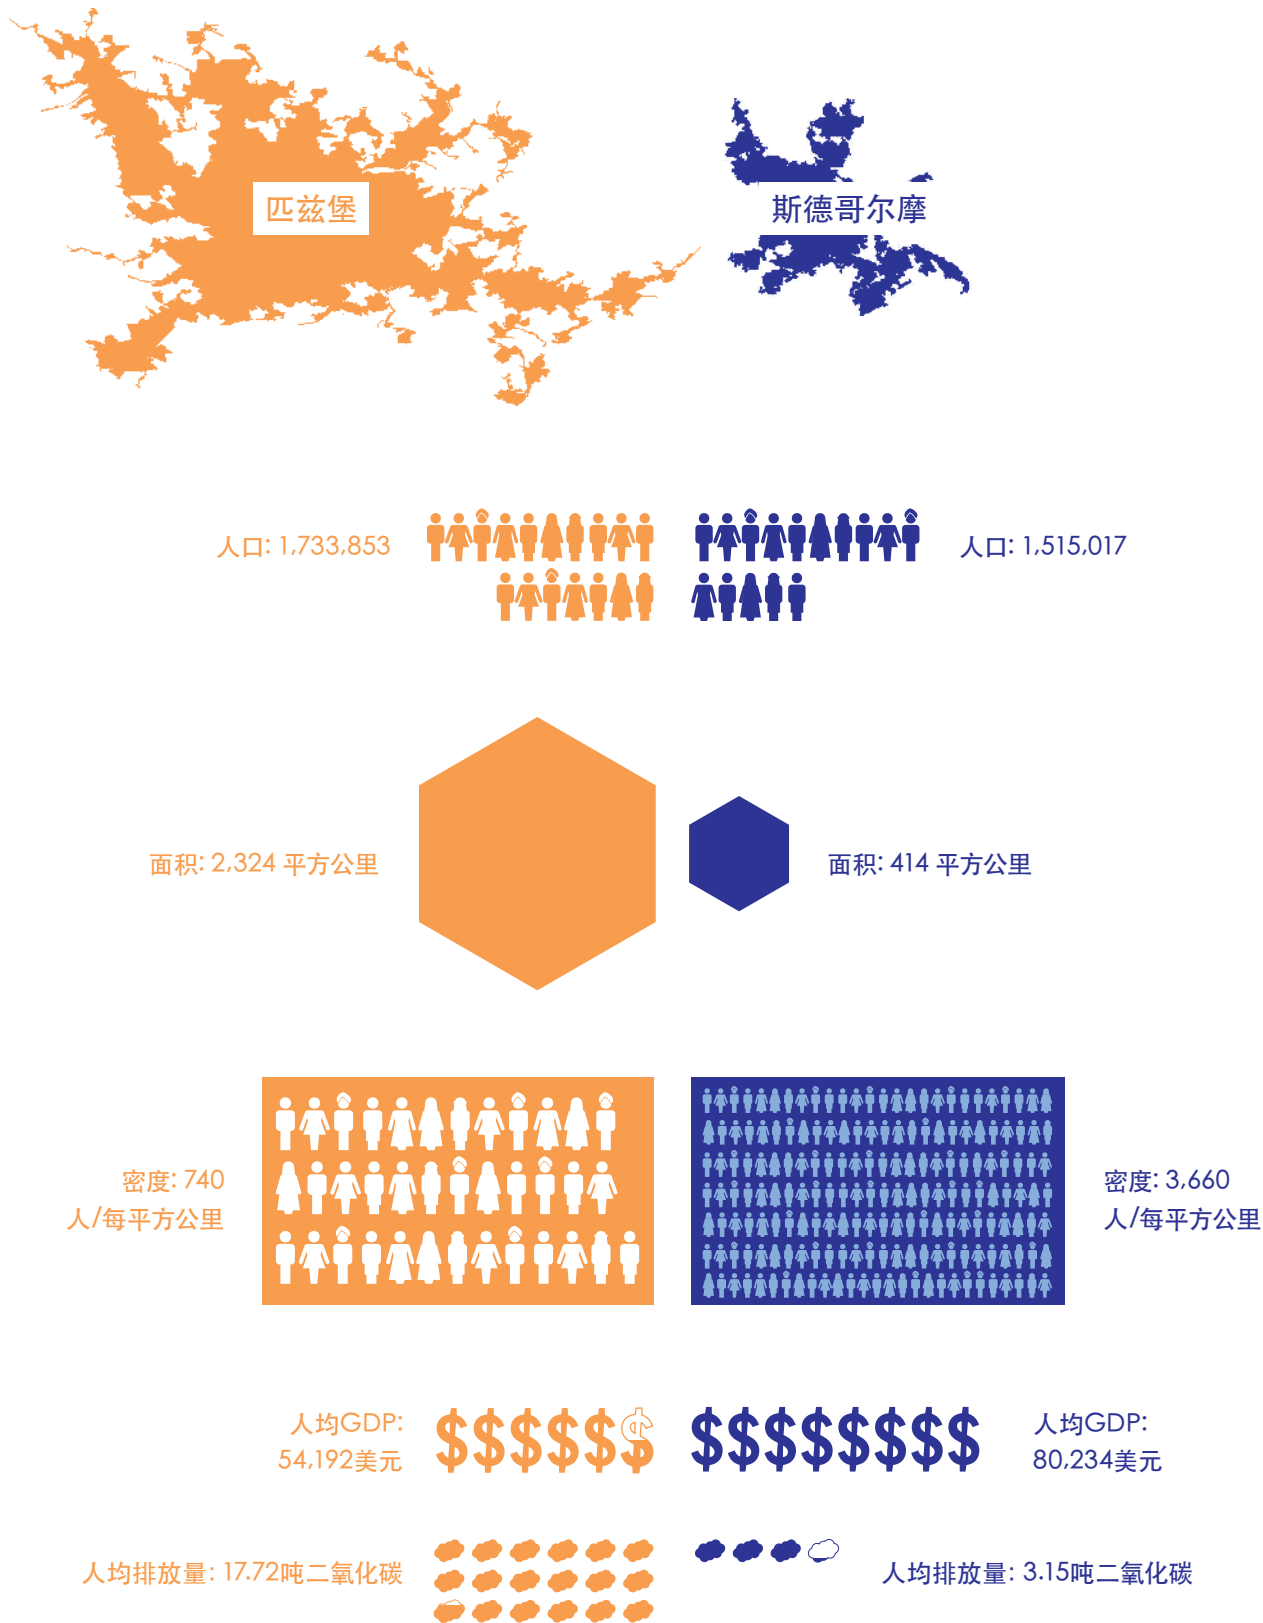 匹兹堡
斯德哥尔摩
人口: 1,733,853
人口: 1,515,017
面积: 2,324 平方公里
面积: 414 平方公里
密度: 740
人/每平方公里
密度: 3,660
人/每平方公里
人均GDP:
54,192美元
人均GDP:
80,234美元
人均排放量: 17.72吨二氧化碳
人均排放量: 3.15吨二氧化碳